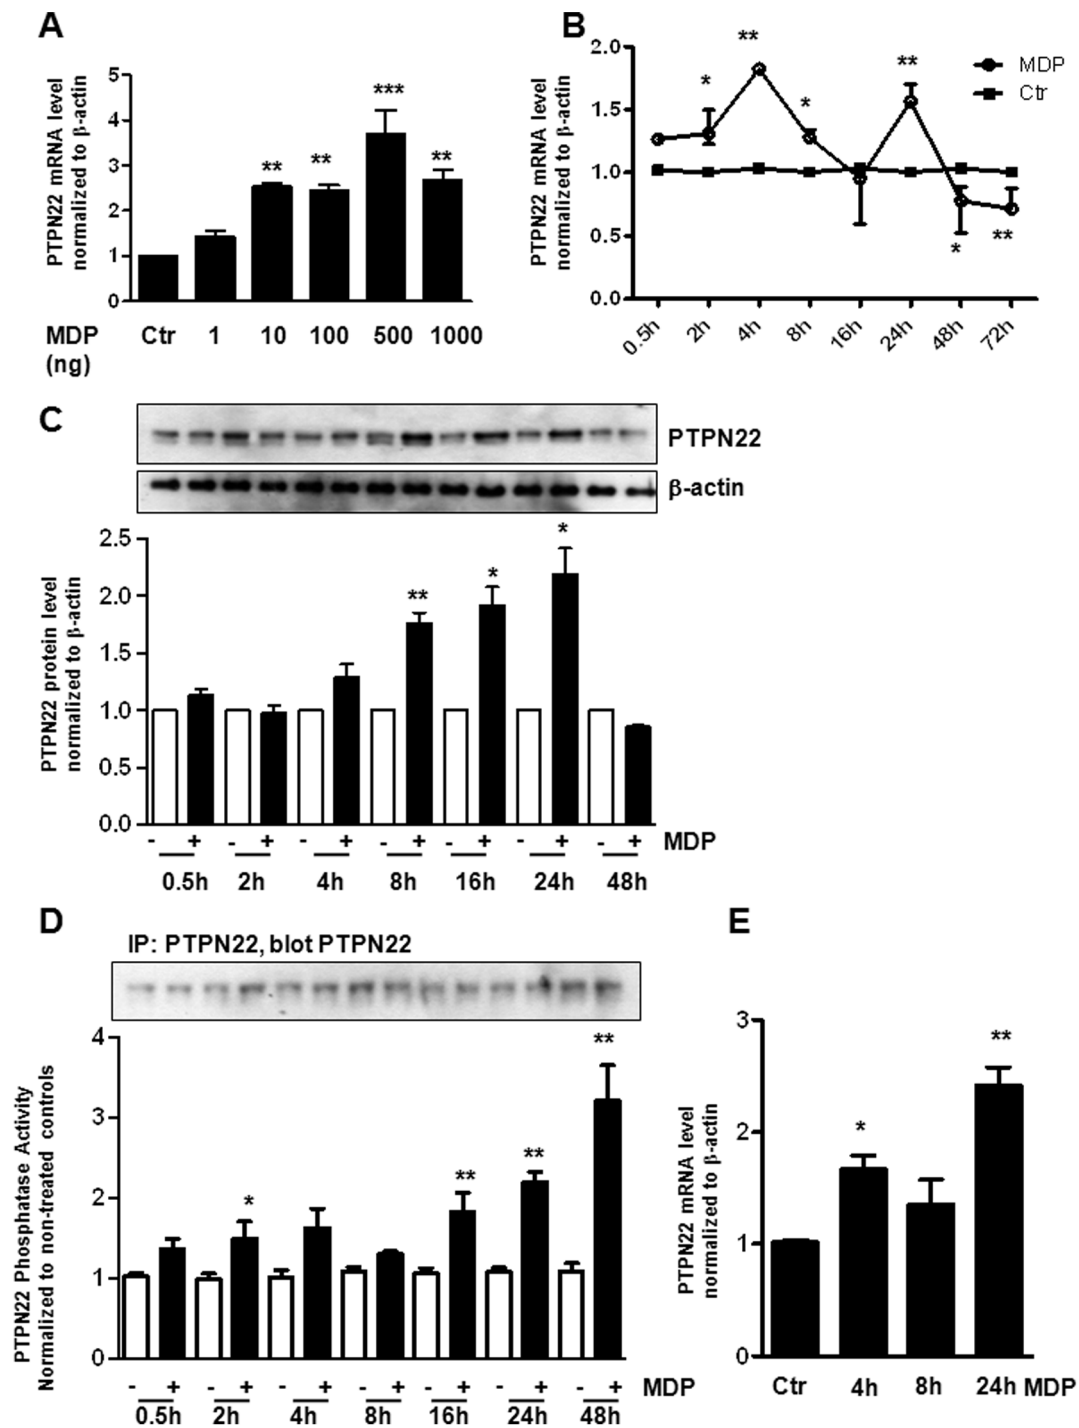 A
PTPN22 mRNA level
normalized to β-actin
5
4
3
2
1
0
***
**
**
**
MDP
(ng)
Ctr 1 10 100 500 1000
B
PTPN22 mRNA level
normalized to β-actin
2.0
1.5
1.0
0.5
0.0
**
*
*
**
*
**
MDP
Ctr
0.5h 2h 4h 8h 16h 24h 48h 72h
C
PTPN22
β-actin
PTPN22 protein level
normalized to β-actin
2.5
2.0
1.5
1.0
0.5
0.0
**
*
*
- + - + - + - + - + - + - + MDP
0.5h 2h 4h 8h 16h 24h 48h
D
IP: PTPN22, blot PTPN22
PTPN22 Phosphatase Activity
Normalized to non-treated controls
4
3
2
1
0
*
**
**
**
- + - + - + - + - + - + - + MDP
0.5h 2h 4h 8h 16h 24h 48h
E
PTPN22 mRNA level
normalized to β-actin
3
2
1
0
*
**
Ctr 4h 8h 24h MDP